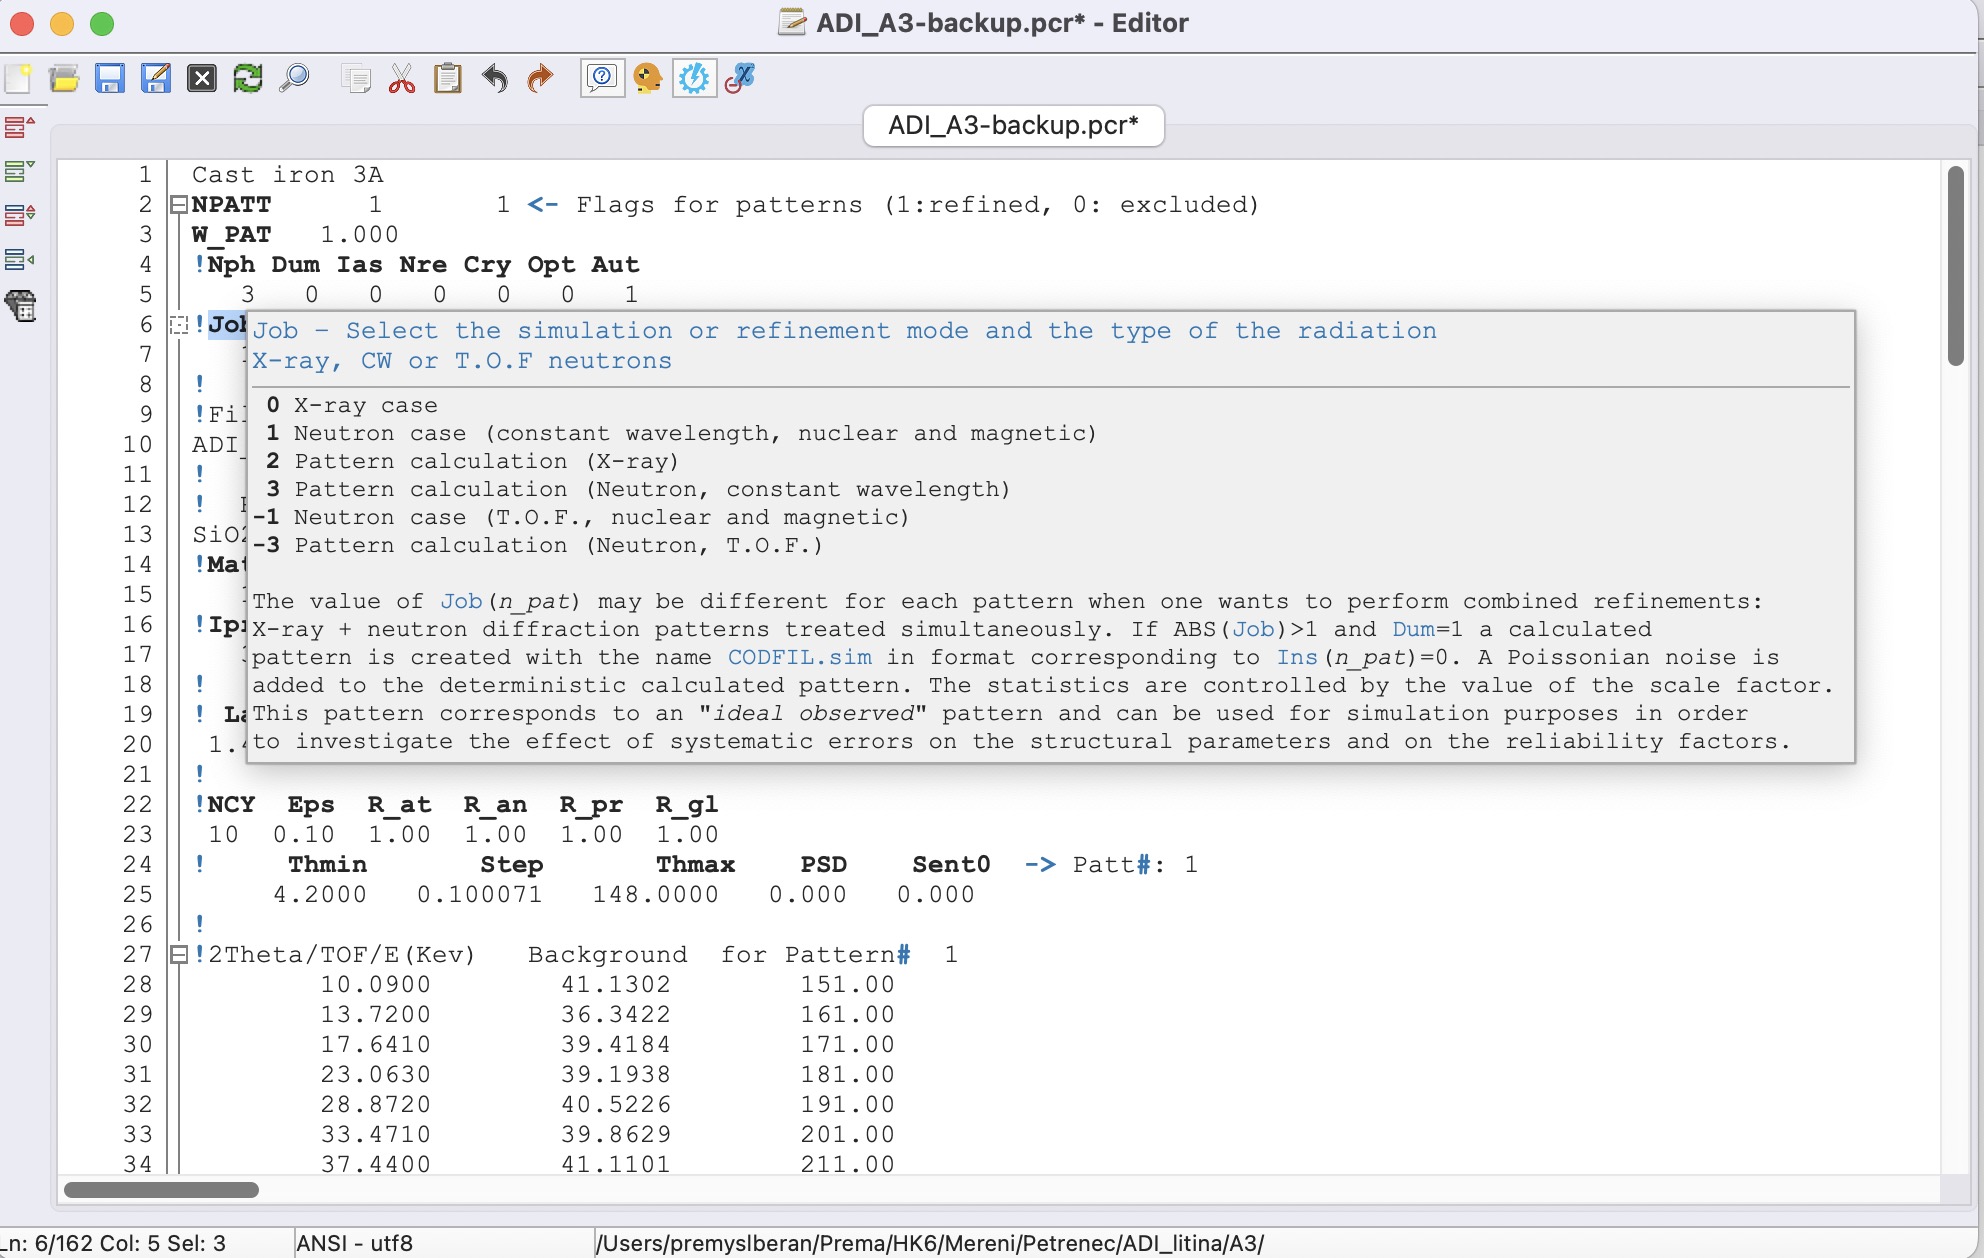 ADI_A3-backup.pcr* - Editor
ADI_A3-backup.pcr*
1 Cast iron 3A
2 NPATT 1 1 <- Flags for patterns (1:refined, 0: excluded)
3 W_PAT 1.000
4 !Nph Dum Ias Nre Cry Opt Aut
5 3 0 0 0 0 0 1
6 !Job
7
8 !
9 !Fil
10 ADI_
11 !
12 !
13 SiO2
14 !Mat
15
16 !Ipr
17
18 !
19 ! La
20 1.4
21 !
22 !NCY Eps R_at R_an R_pr R_gl
23 10 0.10 1.00 1.00 1.00 1.00
24 ! Thmin Step Thmax PSD Sent0 -> Patt#: 1
25 4.2000 0.100071 148.0000 0.000 0.000
26 !
27 !2Theta/TOF/E(Kev) Background for Pattern# 1
28 10.0900 41.1302 151.00
29 13.7200 36.3422 161.00
30 17.6410 39.4184 171.00
31 23.0630 39.1938 181.00
32 28.8720 40.5226 191.00
33 33.4710 39.8629 201.00
34 37.4400 41.1101 211.00
Job – Select the simulation or refinement mode and the type of the radiation
X-ray, CW or T.O.F neutrons
0 X-ray case
1 Neutron case (constant wavelength, nuclear and magnetic)
2 Pattern calculation (X-ray)
3 Pattern calculation (Neutron, constant wavelength)
-1 Neutron case (T.O.F., nuclear and magnetic)
-3 Pattern calculation (Neutron, T.O.F.)
The value of Job(n_pat) may be different for each pattern when one wants to perform combined refinements:
X-ray + neutron diffraction patterns treated simultaneously. If ABS(Job)>1 and Dum=1 a calculated
pattern is created with the name CODFIL.sim in format corresponding to Ins(n_pat)=0. A Poissonian noise is
added to the deterministic calculated pattern. The statistics are controlled by the value of the scale factor.
This pattern corresponds to an "ideal observed" pattern and can be used for simulation purposes in order
to investigate the effect of systematic errors on the structural parameters and on the reliability factors.
Ln: 6/162 Col: 5 Sel: 3
ANSI - utf8
/Users/premyslberan/Prema/HK6/Mereni/Petrenec/ADI_litina/A3/